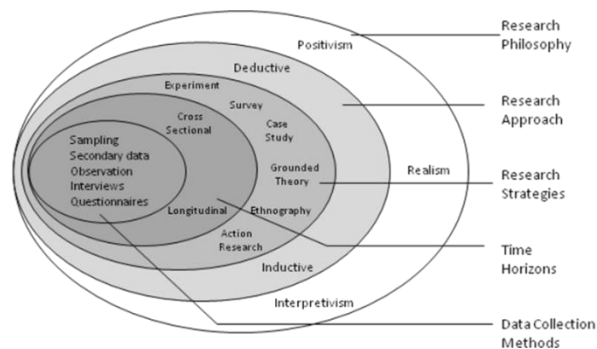 Research
Philosophy
Positivism
Deductive
Experiment
Research
Approach
Survey
Cross
Sectional
Case
Study
Sampling
Secondary data
Observation
Interviews
Questionnaires
Grounded
Theory
Realism
Research
Strategies
Longitudinal
Ethnography
Action
Research
Time
Horizons
Inductive
Interpretivism
Data Collection
Methods